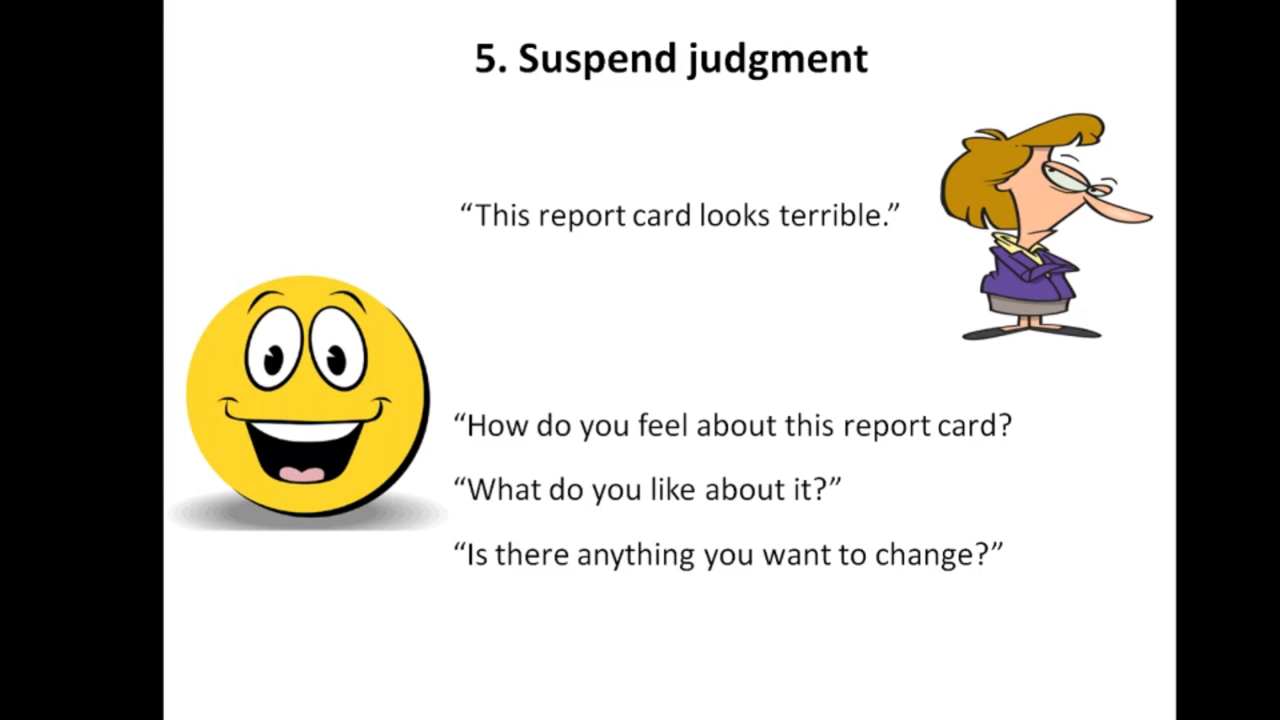 5. Suspend judgment
“This report card looks terrible.”
“How do you feel about this report card?
“What do you like about it?”
“Is there anything you want to change?”